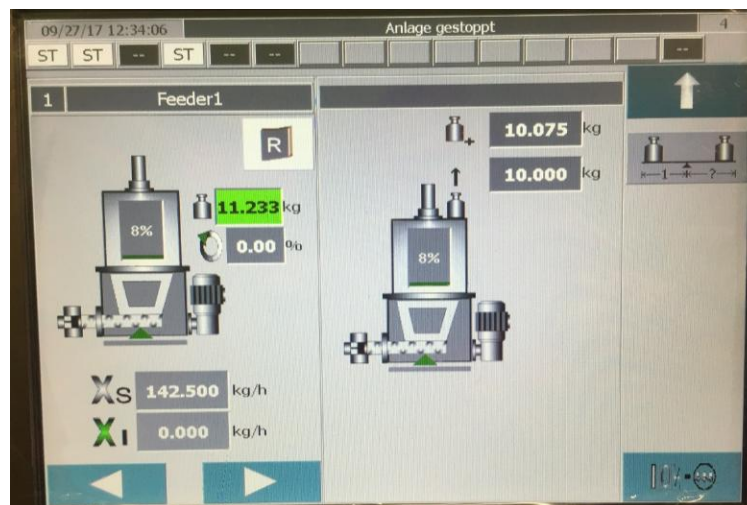 09/27/17 12:34:06 Anlage gestoppt 4
ST ST -- ST -- -- --
1 Feeder1
R
10.075 kg
10.000 kg
11.233 kg
0.00 %
8%
8%
1 ?
XS 142.500 kg/h
XI 0.000 kg/h